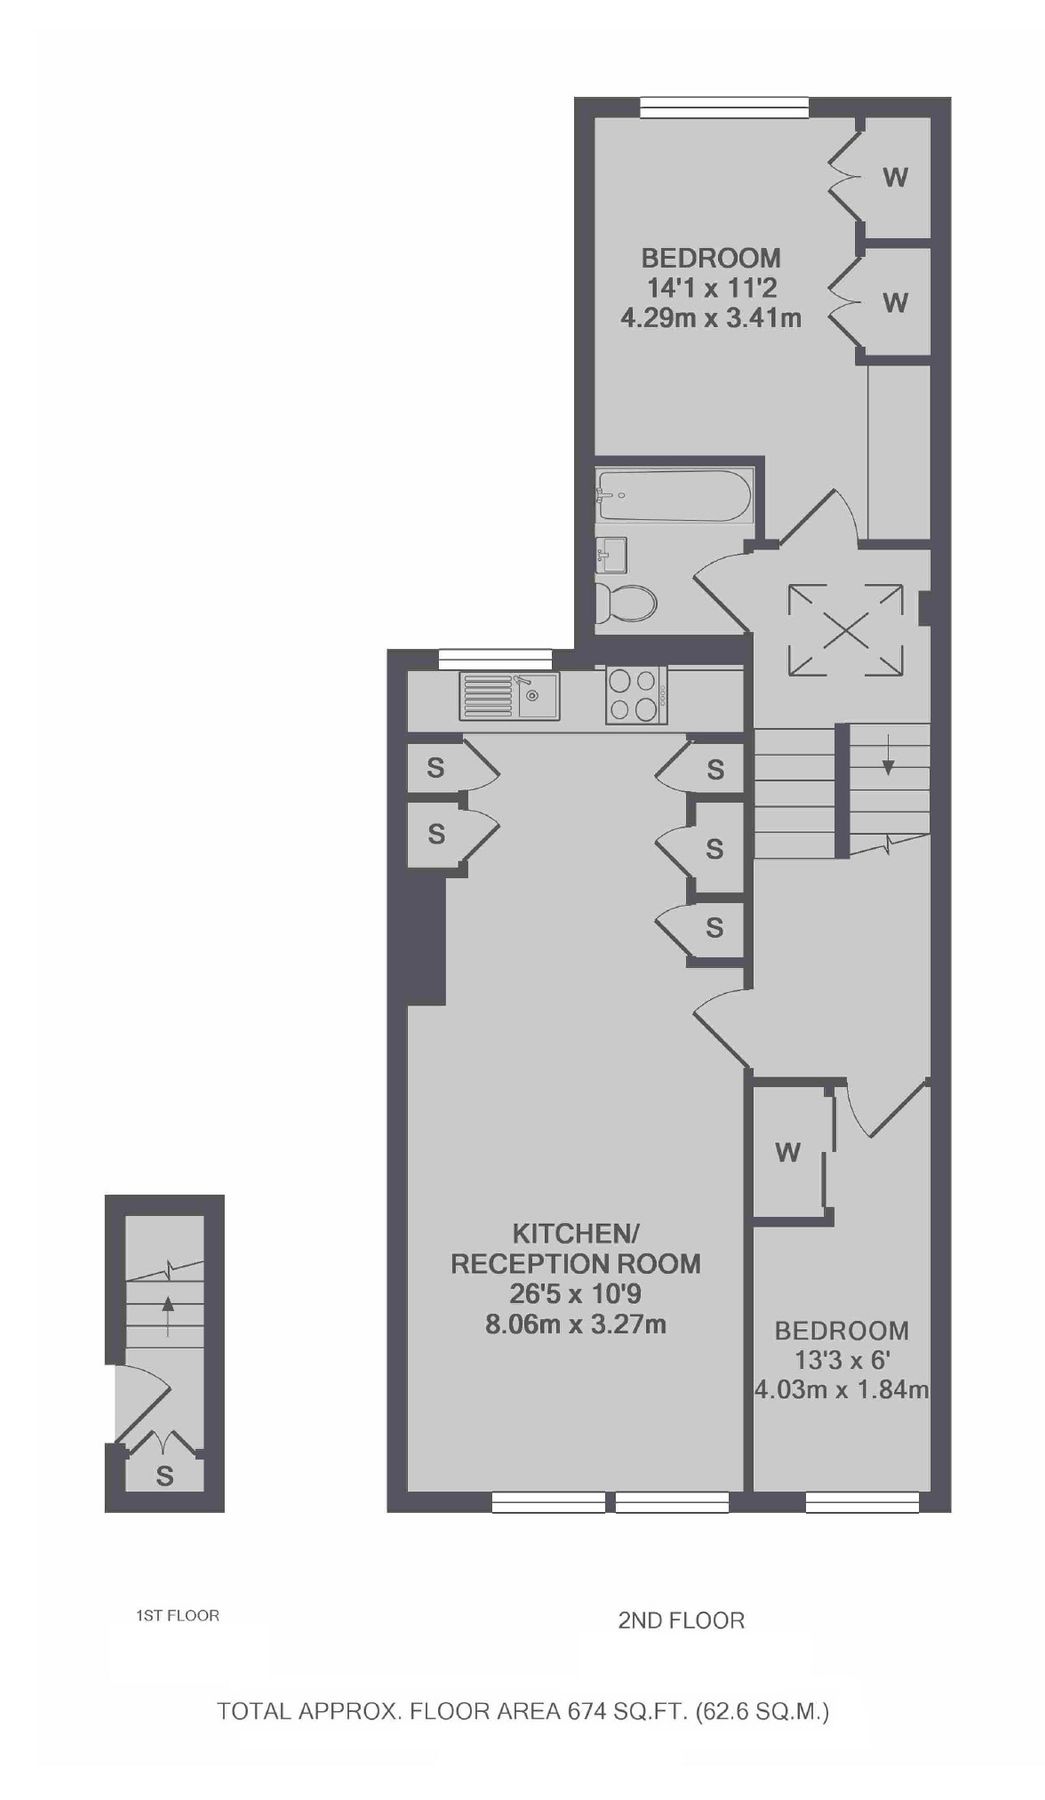 W
W
BEDROOM
14'1 x 11'2
4.29m x 3.41m
S
S
S
S
S
W
KITCHEN/
RECEPTION ROOM
26'5 x 10'9
8.06m x 3.27m
BEDROOM
13'3 x 6'
4.03m x 1.84m
S
1ST FLOOR
2ND FLOOR
TOTAL APPROX. FLOOR AREA 674 SQ.FT. (62.6 SQ.M.)